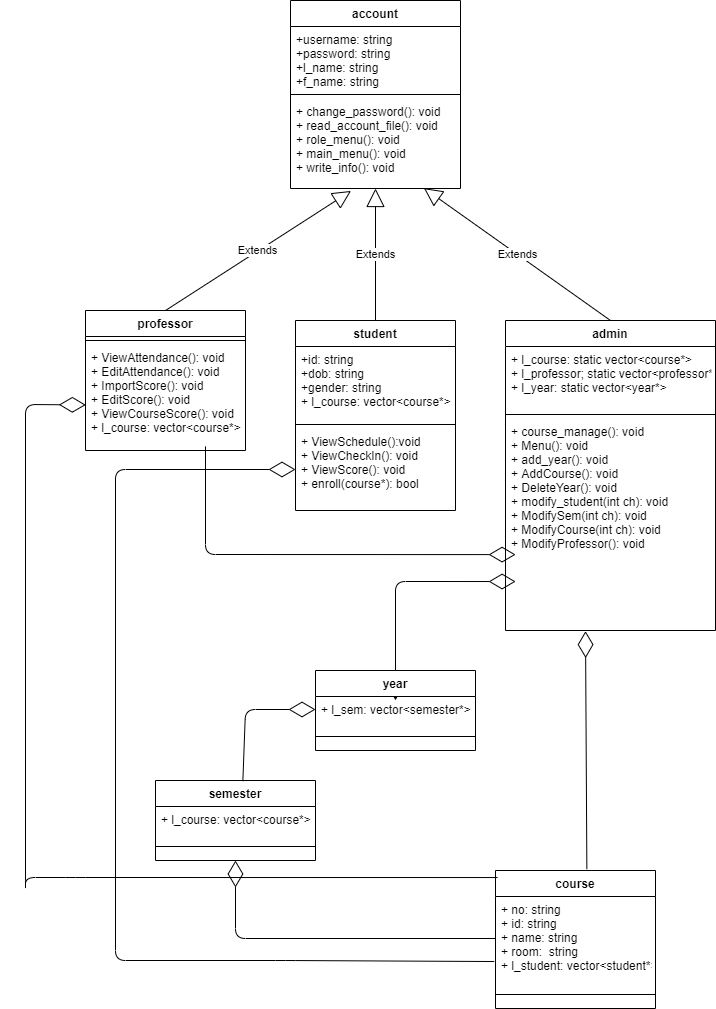 account
+username: string
+password: string
+l_name: string
+f_name: string
+ change_password(): void
+ read_account_file(): void
+ role_menu(): void
+ main_menu(): void
+ write_info(): void
Extends
Extends
Extends
professor
+ ViewAttendance(): void
+ EditAttendance(): void
+ ImportScore(): void
+ EditScore(): void
+ ViewCourseScore(): void
+ l_course: vector<course*>
student
+id: string
+dob: string
+gender: string
+ l_course: vector<course*>
+ ViewSchedule():void
+ ViewCheckIn(): void
+ ViewScore(): void
+ enroll(course*): bool
admin
+ l_course: static vector<course*>
+ l_professor; static vector<professor*
+ l_year: static vector<year*>
+ course_manage(): void
+ Menu(): void
+ add_year(): void
+ AddCourse(): void
+ DeleteYear(): void
+ modify_student(int ch): void
+ ModifySem(int ch): void
+ ModifyCourse(int ch): void
+ ModifyProfessor(): void
year
+ l_sem: vector<semester*>
semester
+ l_course: vector<course*>
course
+ no: string
+ id: string
+ name: string
+ room: string
+ l_student: vector<student*